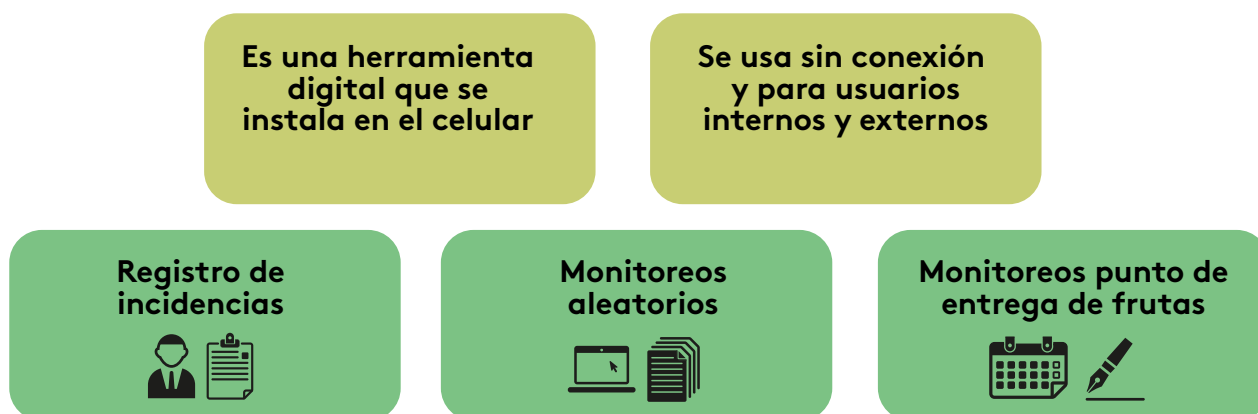 Es una herramienta
digital que se
instala en el celular
Se usa sin conexión
y para usuarios
internos y externos
Registro de
incidencias
Monitoreos
aleatorios
Monitoreos punto de
entrega de frutas